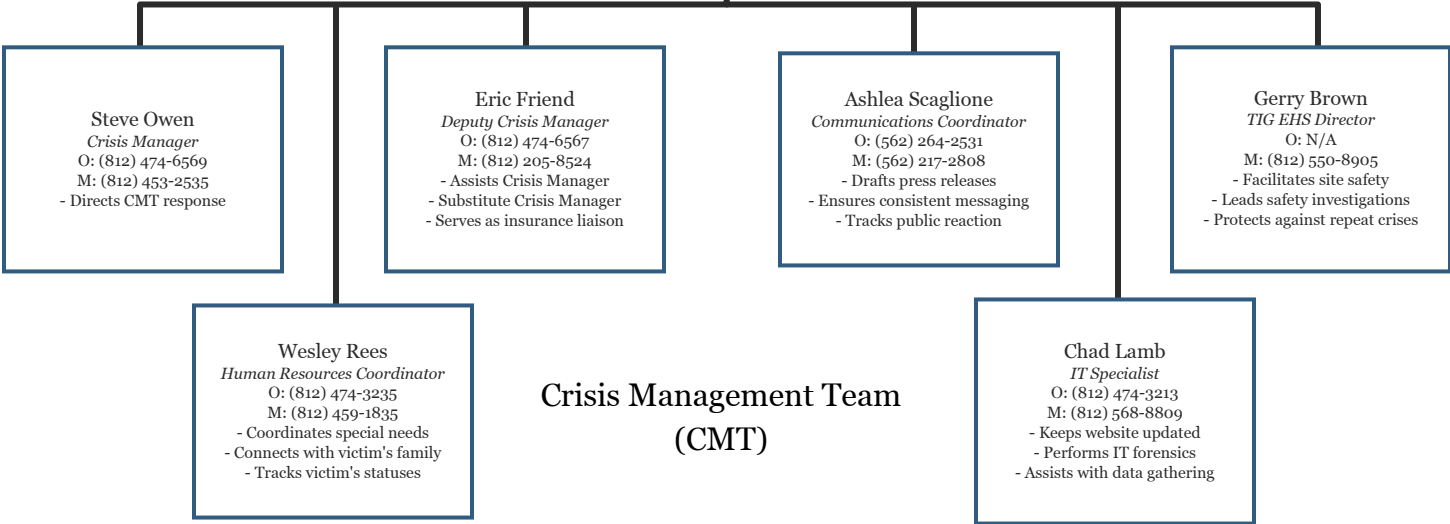 Steve Owen
Crisis Manager
O: (812) 474-6569
M: (812) 453-2535
- Directs CMT response
Eric Friend
Deputy Crisis Manager
O: (812) 474-6567
M: (812) 205-8524
- Assists Crisis Manager
- Substitute Crisis Manager
- Serves as insurance liaison
Ashlea Scaglione
Communications Coordinator
O: (562) 264-2531
M: (562) 217-2808
- Drafts press releases
- Ensures consistent messaging
- Tracks public reaction
Gerry Brown
TIG EHS Director
O: N/A
M: (812) 550-8905
- Facilitates site safety
- Leads safety investigations
- Protects against repeat crises
Wesley Rees
Human Resources Coordinator
O: (812) 474-3235
M: (812) 459-1835
- Coordinates special needs
- Connects with victim's family
- Tracks victim's statuses
Crisis Management Team
(CMT)
Chad Lamb
IT Specialist
O: (812) 474-3213
M: (812) 568-8809
- Keeps website updated
- Performs IT forensics
- Assists with data gathering